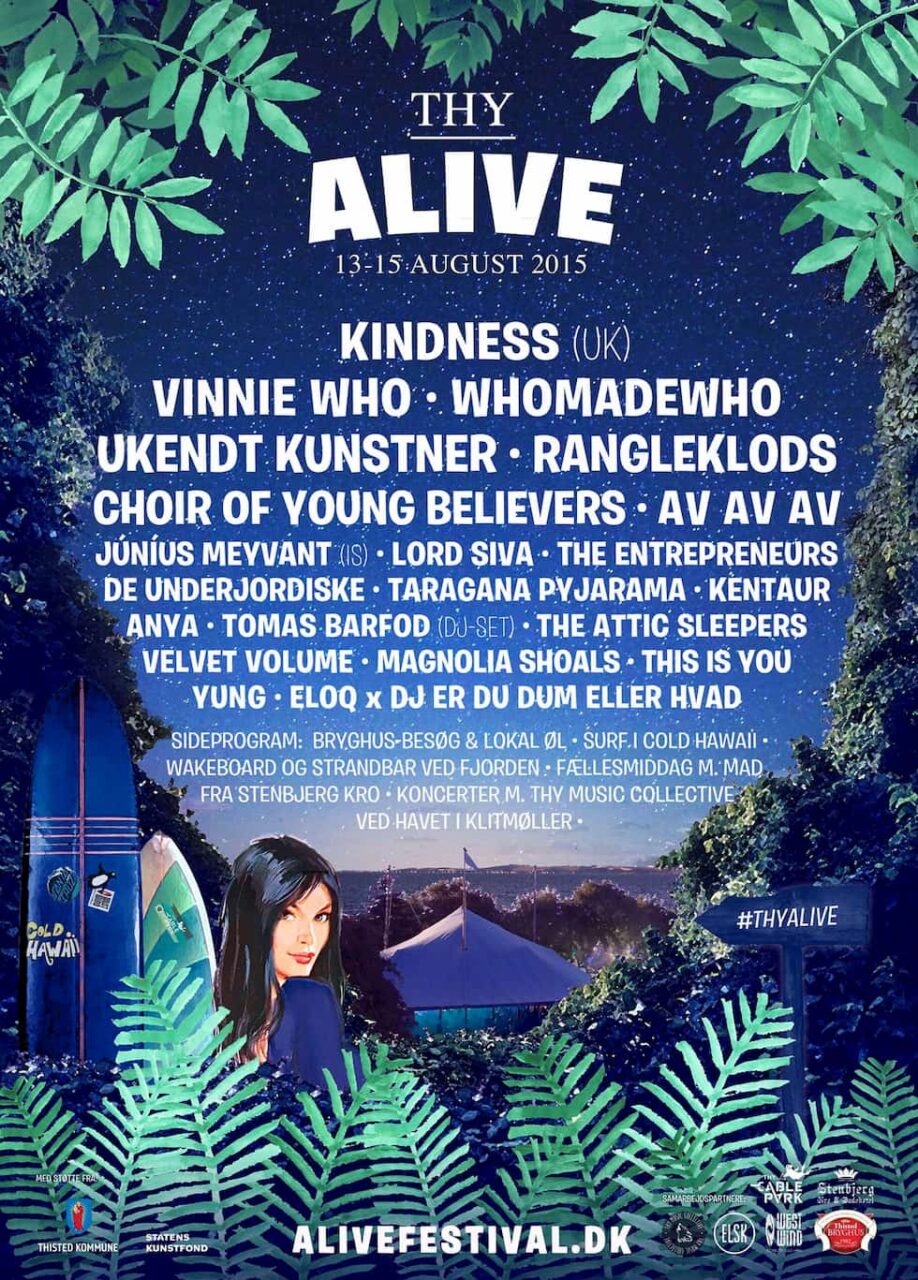 THY
ALIVE
13-15 AUGUST 2015
KINDNESS (UK)
VINNIE WHO • WHOMADEWHO
UKENDT KUNSTNER • RANGLEKLODS
CHOIR OF YOUNG BELIEVERS • AV AV AV
JÚNÍUS MEYVANT (IS) • LORD SIVA • THE ENTREPRENEURS
DE UNDERJORDISKE • TARAGANA PYJARAMA • KENTAUR
ANYA • TOMAS BARFOD (DJ-SET) • THE ATTIC SLEEPERS
VELVET VOLUME • MAGNOLIA SHOALS • THIS IS YOU
YUNG • ELOQ x DJ ER DU DUM ELLER HVAD
SIDEPROGRAM: BRYGHUS-BESØG & LOKAL ØL • SURF I COLD HAWAII •
WAKEBOARD OG STRANDBAR VED FJORDEN • FÆLLESMIDDAG M. MAD
FRA STENBJERG KRO • KONCERTER M. THY MUSIC COLLECTIVE
VED HAVET I KLITMØLLER •
COLD
HAWAII
#THYALIVE
MED STØTTE FRA:
THISTED KOMMUNE
STATENS
KUNSTFOND
ALIVEFESTIVAL.DK
SAMARBEJDSPARTNERE:
CABLE
PARK
Stenbjerg
ELSK
WEST
WIND
Thisted
BRYGHUS